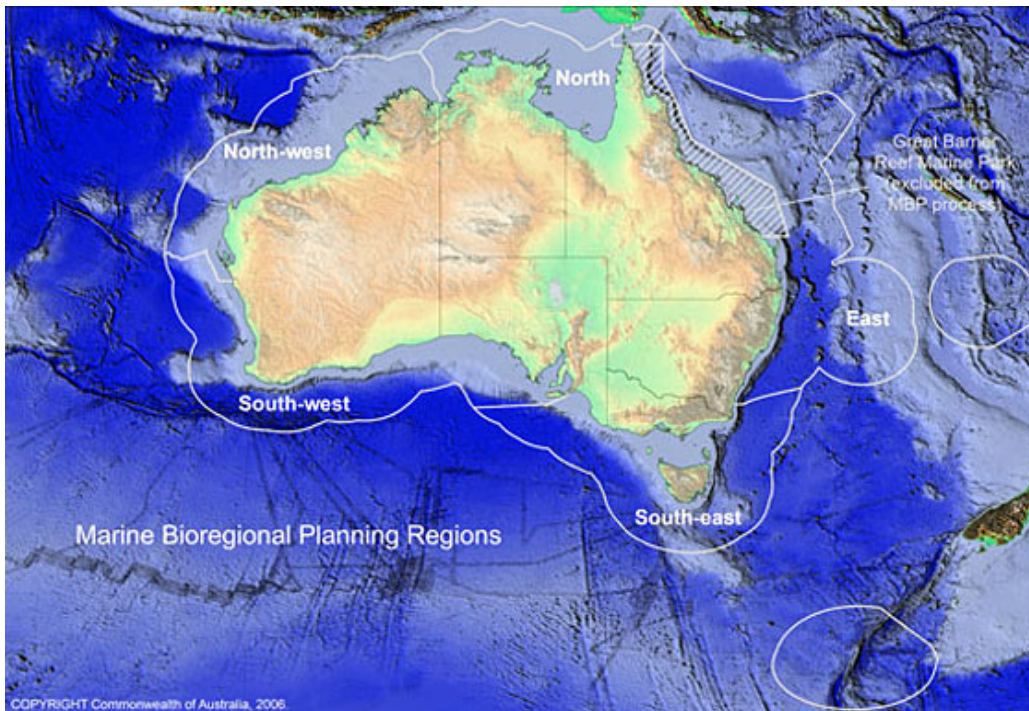 North
North-west
Great Barrier
Reef Marine Park
(excluded from
MBP process)
East
South-west
South-east
Marine Bioregional Planning Regions
COPYRIGHT Commonwealth of Australia, 2006.